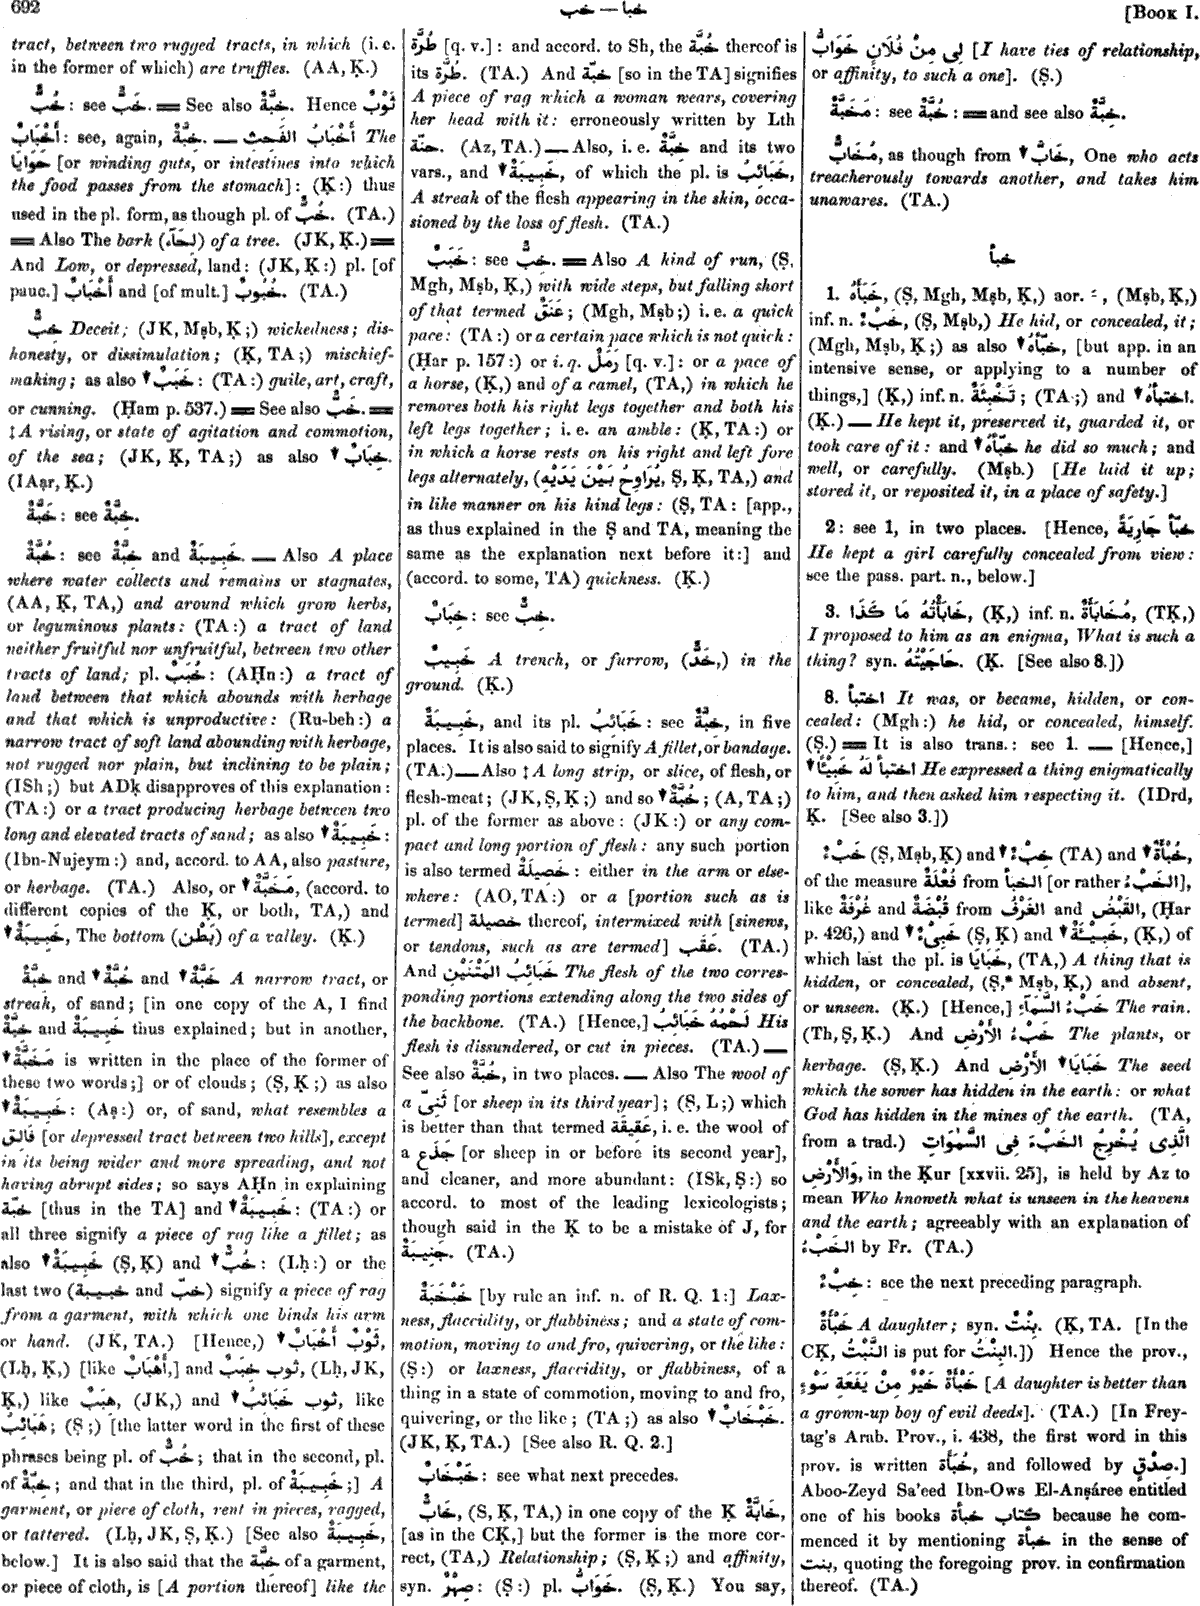 692
خبأ — خب
[BOOK I.
tract, between two rugged tracts, in which (i. e.
in the former of which) are truffles. (AA, Ḳ.)
خُبٌّ: see خِبٌّ. == See also خُبَّةٌ. Hence ثَوْبٌ
أَخْبَابٌ: see, again, خُبَّةٌ. — أَخْبَابُ الفَحِثِ The
حَوَايَا [or winding guts, or intestines into which
the food passes from the stomach]: (Ḳ:) thus
used in the pl. form, as though pl. of خُبٌّ. (TA.)
== Also The bark (لِحَآء) of a tree. (JK, Ḳ.) ==
And Low, or depressed, land: (JK, Ḳ:) pl. [of
pauc.] أَخْبَابٌ and [of mult.] خُبُوبٌ. (TA.)
خِبٌّ Deceit; (JK, Mṣb, Ḳ;) wickedness; dis-
honesty, or dissimulation; (Ḳ, TA;) mischief-
making; as also ↓ خَبَبٌ: (TA:) guile, art, craft,
or cunning. (Ḥam p. 537.) == See also خَبٌّ. ==
‡ A rising, or state of agitation and commotion,
of the sea; (JK, Ḳ, TA;) as also ↓ خِبَابٌ.
(IAạr, Ḳ.)
خَبَّةٌ: see خُبَّةٌ.
خُبَّةٌ: see خِبَّةٌ and خَبِيبَةٌ. — Also A place
where water collects and remains or stagnates,
(AA, Ḳ, TA,) and around which grow herbs,
or leguminous plants: (TA:) a tract of land
neither fruitful nor unfruitful, between two other
tracts of land; pl. خُبَبٌ: (AḤn:) a tract of
land between that which abounds with herbage
and that which is unproductive: (Ru-beh:) a
narrow tract of soft land abounding with herbage,
not rugged nor plain, but inclining to be plain;
(ISh;) but ADḳ disapproves of this explanation:
(TA:) or a tract producing herbage between two
long and elevated tracts of sand; as also ↓ خَبِيبَةٌ:
(Ibn-Nujeym:) and, accord. to AA, also pasture,
or herbage. (TA.) Also, or ↓ مَخَبَّةٌ, (accord. to
different copies of the Ḳ, or both, TA,) and
↓ خَبِيبَةٌ, The bottom (بَطْن) of a valley. (Ḳ.)
خِبَّةٌ and ↓ خُبَّةٌ and ↓ خَبَّةٌ A narrow tract, or
streak, of sand; [in one copy of the A, I find
خِبَّةٌ and خَبِيبَةٌ thus explained; but in another,
↓ مَخَبَّةٌ is written in the place of the former of
these two words;] or of clouds; (Ṣ, Ḳ;) as also
↓ خَبِيبَةٌ: (Aṣ:) or, of sand, what resembles a
فَالِق [or depressed tract between two hills], except
in its being wider and more spreading, and not
having abrupt sides; so says AḤn in explaining
خبّة [thus in the TA] and ↓ خَبِيبَةٌ: (TA:) or
all three signify a piece of rag like a fillet; as
also ↓ خَبِيبَةٌ (Ṣ, Ḳ) and ↓ خُبٌّ: (Lḥ:) or the
last two (خبيبة and خبّ) signify a piece of rag
from a garment, with which one binds his arm
or hand. (JK, TA.) [Hence,) ↓ ثَوْبٌ أَخْبَابٌ,
(Lḥ, Ḳ,) [like أَهْبَابٌ,] and ثوب خِبَبٌ, (Lḥ, JK,
Ḳ,) like هِبَبٌ, (JK,) and ↓ ثوب خَبَائِبُ, like
هَبَائِبُ; (Ṣ;) [the latter word in the first of these
phrases being pl. of خُبٌّ; that in the second, pl.
of خِبَّةٌ; and that in the third, pl. of خَبِيبَةٌ;] A
garment, or piece of cloth, rent in pieces, ragged,
or tattered. (Lḥ, JK, Ṣ, Ḳ.) [See also خَبِيبَةٌ,
below.] It is also said that the خبّة of a garment,
or piece of cloth, is [A portion thereof] like the
طُرَّة [q. v.]: and accord. to Sh, the خُبَّة thereof is
its طُرَّة. (TA.) And خبّة [so in the TA] signifies
A piece of rag which a woman wears, covering
her head with it: erroneously written by Lth
حنّة. (Az, TA.) — Also, i. e. خِبَّةٌ and its two
vars., and ↓ خَبِيبَةٌ, of which the pl. is خَبَائِبُ,
A streak of the flesh appearing in the skin, occa-
sioned by the loss of flesh. (TA.)
خَبَبٌ: see خِبٌّ. == Also A kind of run, (Ṣ,
Mgh, Mṣb, Ḳ,) with wide steps, but falling short
of that termed عَنَقٌ; (Mgh, Mṣb;) i. e. a quick
pace: (TA:) or a certain pace which is not quick:
(Ḥar p. 157:) or i. q. رَمَلٌ [q. v.]: or a pace of
a horse, (Ḳ,) and of a camel, (TA,) in which he
removes both his right legs together and both his
left legs together; i. e. an amble: (Ḳ, TA:) or
in which a horse rests on his right and left fore
legs alternately, (يُرَاوِحُ بَيْنَ يَدَيْهِ, Ṣ, Ḳ, TA,) and
in like manner on his hind legs: (Ṣ, TA: [app.,
as thus explained in the Ṣ and TA, meaning the
same as the explanation next before it:] and
(accord. to some, TA) quickness. (Ḳ.)
خِبَابٌ: see خِبٌّ.
خَبِيبٌ A trench, or furrow, (خَدٌّ,) in the
ground. (Ḳ.)
خَبِيبَةٌ, and its pl. خَبَائِبُ: see خِبَّةٌ, in five
places. It is also said to signify A fillet, or bandage.
(TA.) — Also ‡ A long strip, or slice, of flesh, or
flesh-meat; (JK, Ṣ, Ḳ;) and so ↓ خُبَّةٌ; (A, TA;)
pl. of the former as above: (JK:) or any com-
pact and long portion of flesh: any such portion
is also termed خَصِيلَةٌ: either in the arm or else-
where: (AO, TA:) or a [portion such as is
termed] خصيلة thereof, intermixed with [sinews,
or tendons, such as are termed] عَقَب. (TA.)
And خَبَائِبُ المَتْنَيْنِ The flesh of the two corres-
ponding portions extending along the two sides of
the backbone. (TA.) [Hence,] لَحْمُهُ خَبَائِبُ His
flesh is dissundered, or cut in pieces. (TA.) —
See also خُبَّةٌ, in two places. — Also The wool of
a ثَنِىّ [or sheep in its third year]; (Ṣ, L;) which
is better than that termed عَقِيقَة, i. e. the wool of
a جَذَع [or sheep in or before its second year],
and cleaner, and more abundant: (ISk, Ṣ:) so
accord. to most of the leading lexicologists;
though said in the Ḳ to be a mistake of J, for
جَنِيبَةٌ. (TA.)
خَبْخَبَةٌ [by rule an inf. n. of R. Q. 1:] Lax-
ness, flaccidity, or flabbiness; and a state of com-
motion, moving to and fro, quivering, or the like:
(Ṣ:) or laxness, flaccidity, or flabbiness, of a
thing in a state of commotion, moving to and fro,
quivering, or the like; (TA;) as also ↓ خَبْخَابٌ.
(JK, Ḳ, TA.) [See also R. Q. 2.]
خَبْخَابٌ: see what next precedes.
خَابٌّ, (Ṣ, Ḳ, TA,) in one copy of the Ḳ خَابَّةٌ,
[as in the CḲ,] but the former is the more cor-
rect, (TA,) Relationship; (Ṣ, Ḳ;) and affinity,
syn. صِهْرٌ: (Ṣ:) pl. خَوَابُّ. (Ṣ, Ḳ.) You say,
لِى مِنْ فُلَانٍ خَوَابُّ [I have ties of relationship,
or affinity, to such a one]. (Ṣ.)
مَخَبَّةٌ: see خُبَّةٌ: == and see also خِبَّةٌ.
مُخَابٌّ, as though from ↓ خَابَّ, One who acts
treacherously towards another, and takes him
unawares. (TA.)
خبأ
1. خَبَأَهُ, (Ṣ, Mgh, Mṣb, Ḳ,) aor. ـَ, (Mṣb, Ḳ,)
inf. n. خَبْءٌ, (Ṣ, Mṣb,) He hid, or concealed, it;
(Mgh, Mṣb, Ḳ;) as also ↓ خَبَّأَهُ, [but app. in an
intensive sense, or applying to a number of
things,] (Ḳ,) inf. n. تَخْبِئَةٌ; (TA;) and ↓ اختبأهُ.
(Ḳ.) — He kept it, preserved it, guarded it, or
took care of it: and ↓ خَبَّأَهُ he did so much; and
well, or carefully. (Mṣb.) [He laid it up;
stored it, or reposited it, in a place of safety.]
2: see 1, in two places. [Hence, خبّأ جَارِيَةً
He kept a girl carefully concealed from view:
see the pass. part. n., below.]
3. خَابَأْتُهُ مَا كَذَا, (Ḳ,) inf. n. مُخَابَأَةٌ, (TḲ,)
I proposed to him as an enigma, What is such a
thing? syn. حَاجَيْتُهُ. (Ḳ. [See also 8.])
8. اختبأ It was, or became, hidden, or con-
cealed: (Mgh:) he hid, or concealed, himself.
(Ṣ.) == It is also trans.: see 1. — [Hence,]
↓ اختبأ لَهُ خَبِيْئًا He expressed a thing enigmatically
to him, and then asked him respecting it. (IDrd,
Ḳ. [See also 3.])
خَبْءٌ (Ṣ, Mṣb, Ḳ) and ↓ خِبْءٌ (TA) and ↓ خُبْأَةٌ,
of the measure فُعْلَةٌ from الخَبأ [or rather الخَبْءُ],
like غُرْفَةٌ and قُبْضَةٌ from الغَرْفُ and القَبْضُ, (Ḥar
p. 426,) and ↓ خَبِىْءٌ (Ṣ, Ḳ) and ↓ خَبِيْئَةٌ, (Ḳ,) of
which last the pl. is خَبَايَا, (TA,) A thing that is
hidden, or concealed, (Ṣ,* Mṣb, Ḳ,) and absent,
or unseen. (Ḳ.) [Hence,] خَبْءُ السَّمَآءِ The rain.
(Th, Ṣ, Ḳ.) And خَبْءُ الأَرْضِ The plants, or
herbage. (Ṣ, Ḳ.) And ↓ خَبَايَا الأَرْضِ The seed
which the sower has hidden in the earth: or what
God has hidden in the mines of the earth. (TA,
from a trad.) الَّذِى يُخْرِجُ الخَبْءَ فِى السَّمٰوَاتِ
وَالأَرْضِ, in the Ḳur [xxvii. 25], is held by Az to
mean Who knoweth what is unseen in the heavens
and the earth; agreeably with an explanation of
الخَبْءُ by Fr. (TA.)
خِبْءٌ: see the next preceding paragraph.
خَبْأَةٌ A daughter; syn. بِنْتٌ. (Ḳ, TA. [In the
CḲ, النَّبْتُ is put for البِنْتُ.]) Hence the prov.,
خَبْأَةٌ خَيْرٌ مِنْ يَفَعَةِ سَوْءٍ [A daughter is better than
a grown-up boy of evil deeds]. (TA.) [In Frey-
tag's Arab. Prov., i. 438, the first word in this
prov. is written خُبَأَة, and followed by صِدْقٍ.]
Aboo-Zeyd Sa'eed Ibn-Ows El-Anṣáree entitled
one of his books كتاب خبأة because he com-
menced it by mentioning خبأة in the sense of
بنت, quoting the foregoing prov. in confirmation
thereof. (TA.)